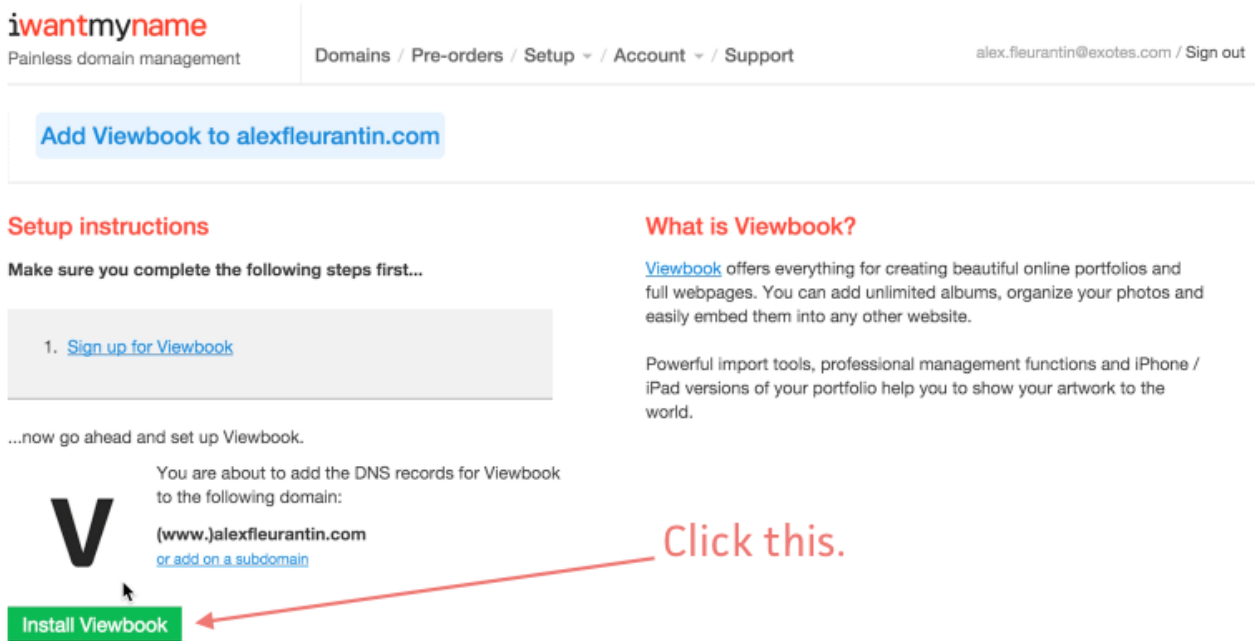 iwantmyname
Painless domain management
Domains / Pre-orders / Setup / Account / Support
alex.fleurantin@exotes.com / Sign out
Add Viewbook to alexfleurantin.com
Setup instructions
Make sure you complete the following steps first...
1. Sign up for Viewbook
...now go ahead and set up Viewbook.
V
You are about to add the DNS records for Viewbook
to the following domain:
(www.)alexfleurantin.com
or add on a subdomain
Install Viewbook
Click this.
What is Viewbook?
Viewbook offers everything for creating beautiful online portfolios and
full webpages. You can add unlimited albums, organize your photos and
easily embed them into any other website.
Powerful import tools, professional management functions and iPhone /
iPad versions of your portfolio help you to show your artwork to the
world.